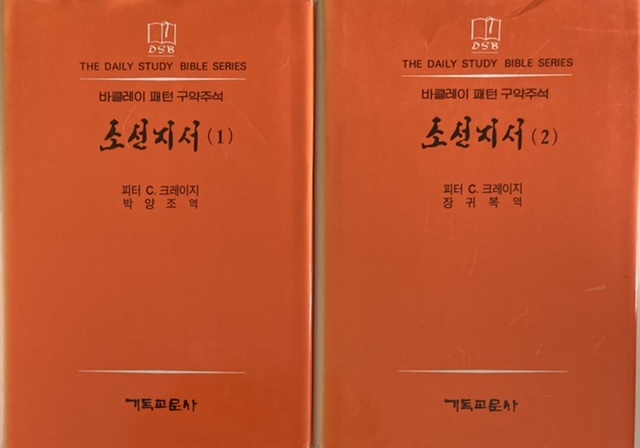 DSB
THE DAILY STUDY BIBLE SERIES
바클레이 패턴 구약주석
소선지서 (1)
피터 C. 크레이지
박양조 역
기독교문사
DSB
THE DAILY STUDY BIBLE SERIES
바클레이 패턴 구약주석
소선지서 (2)
피터 C. 크레이지
장귀복 역
기독교문사